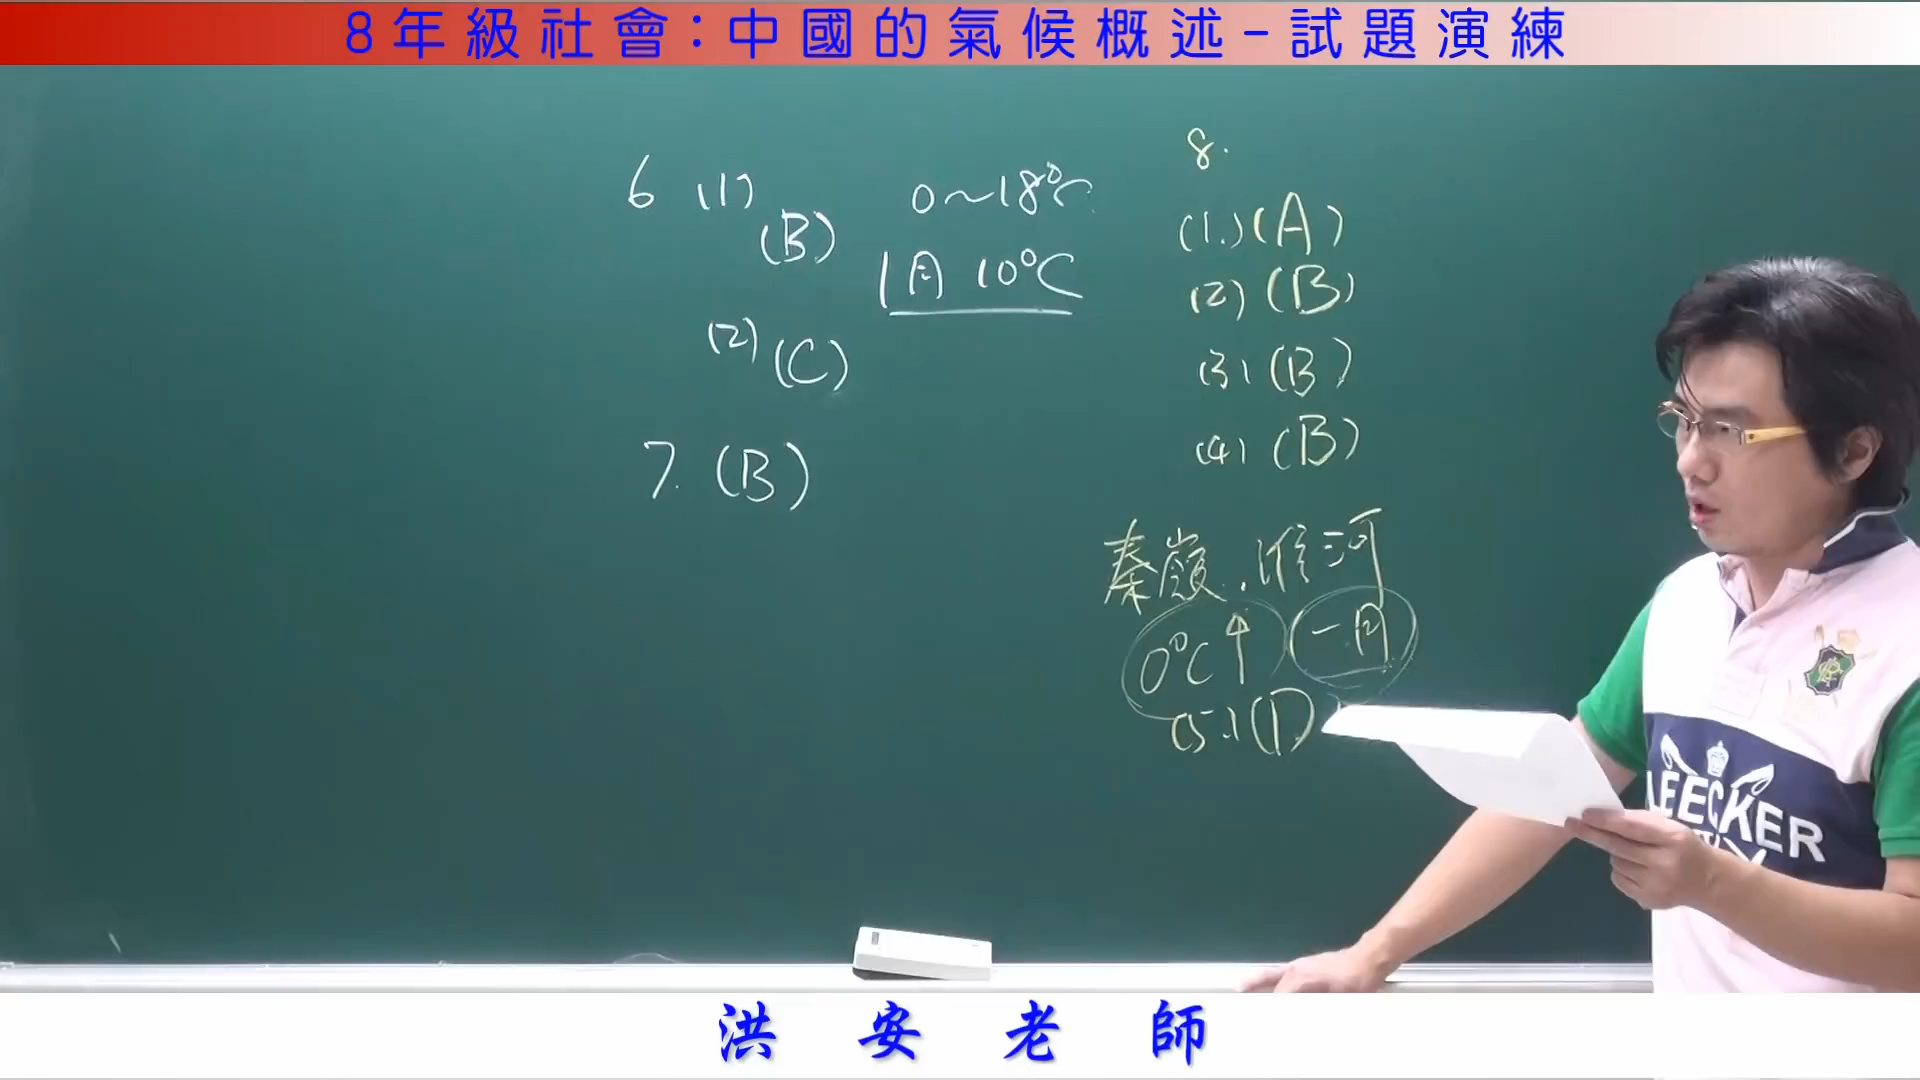 8年級社會:中國的氣候概述-試題演練
6 (1)
(B)
0~18°C
1月 10°C
(2)
(C)
7. (B)
8.
(1.)(A)
(2) (B)
(3) (B)
(4) (B)
秦嶺.淮河
0°C↑ 一月
(5.)(D)
LEECKER
洪安老師